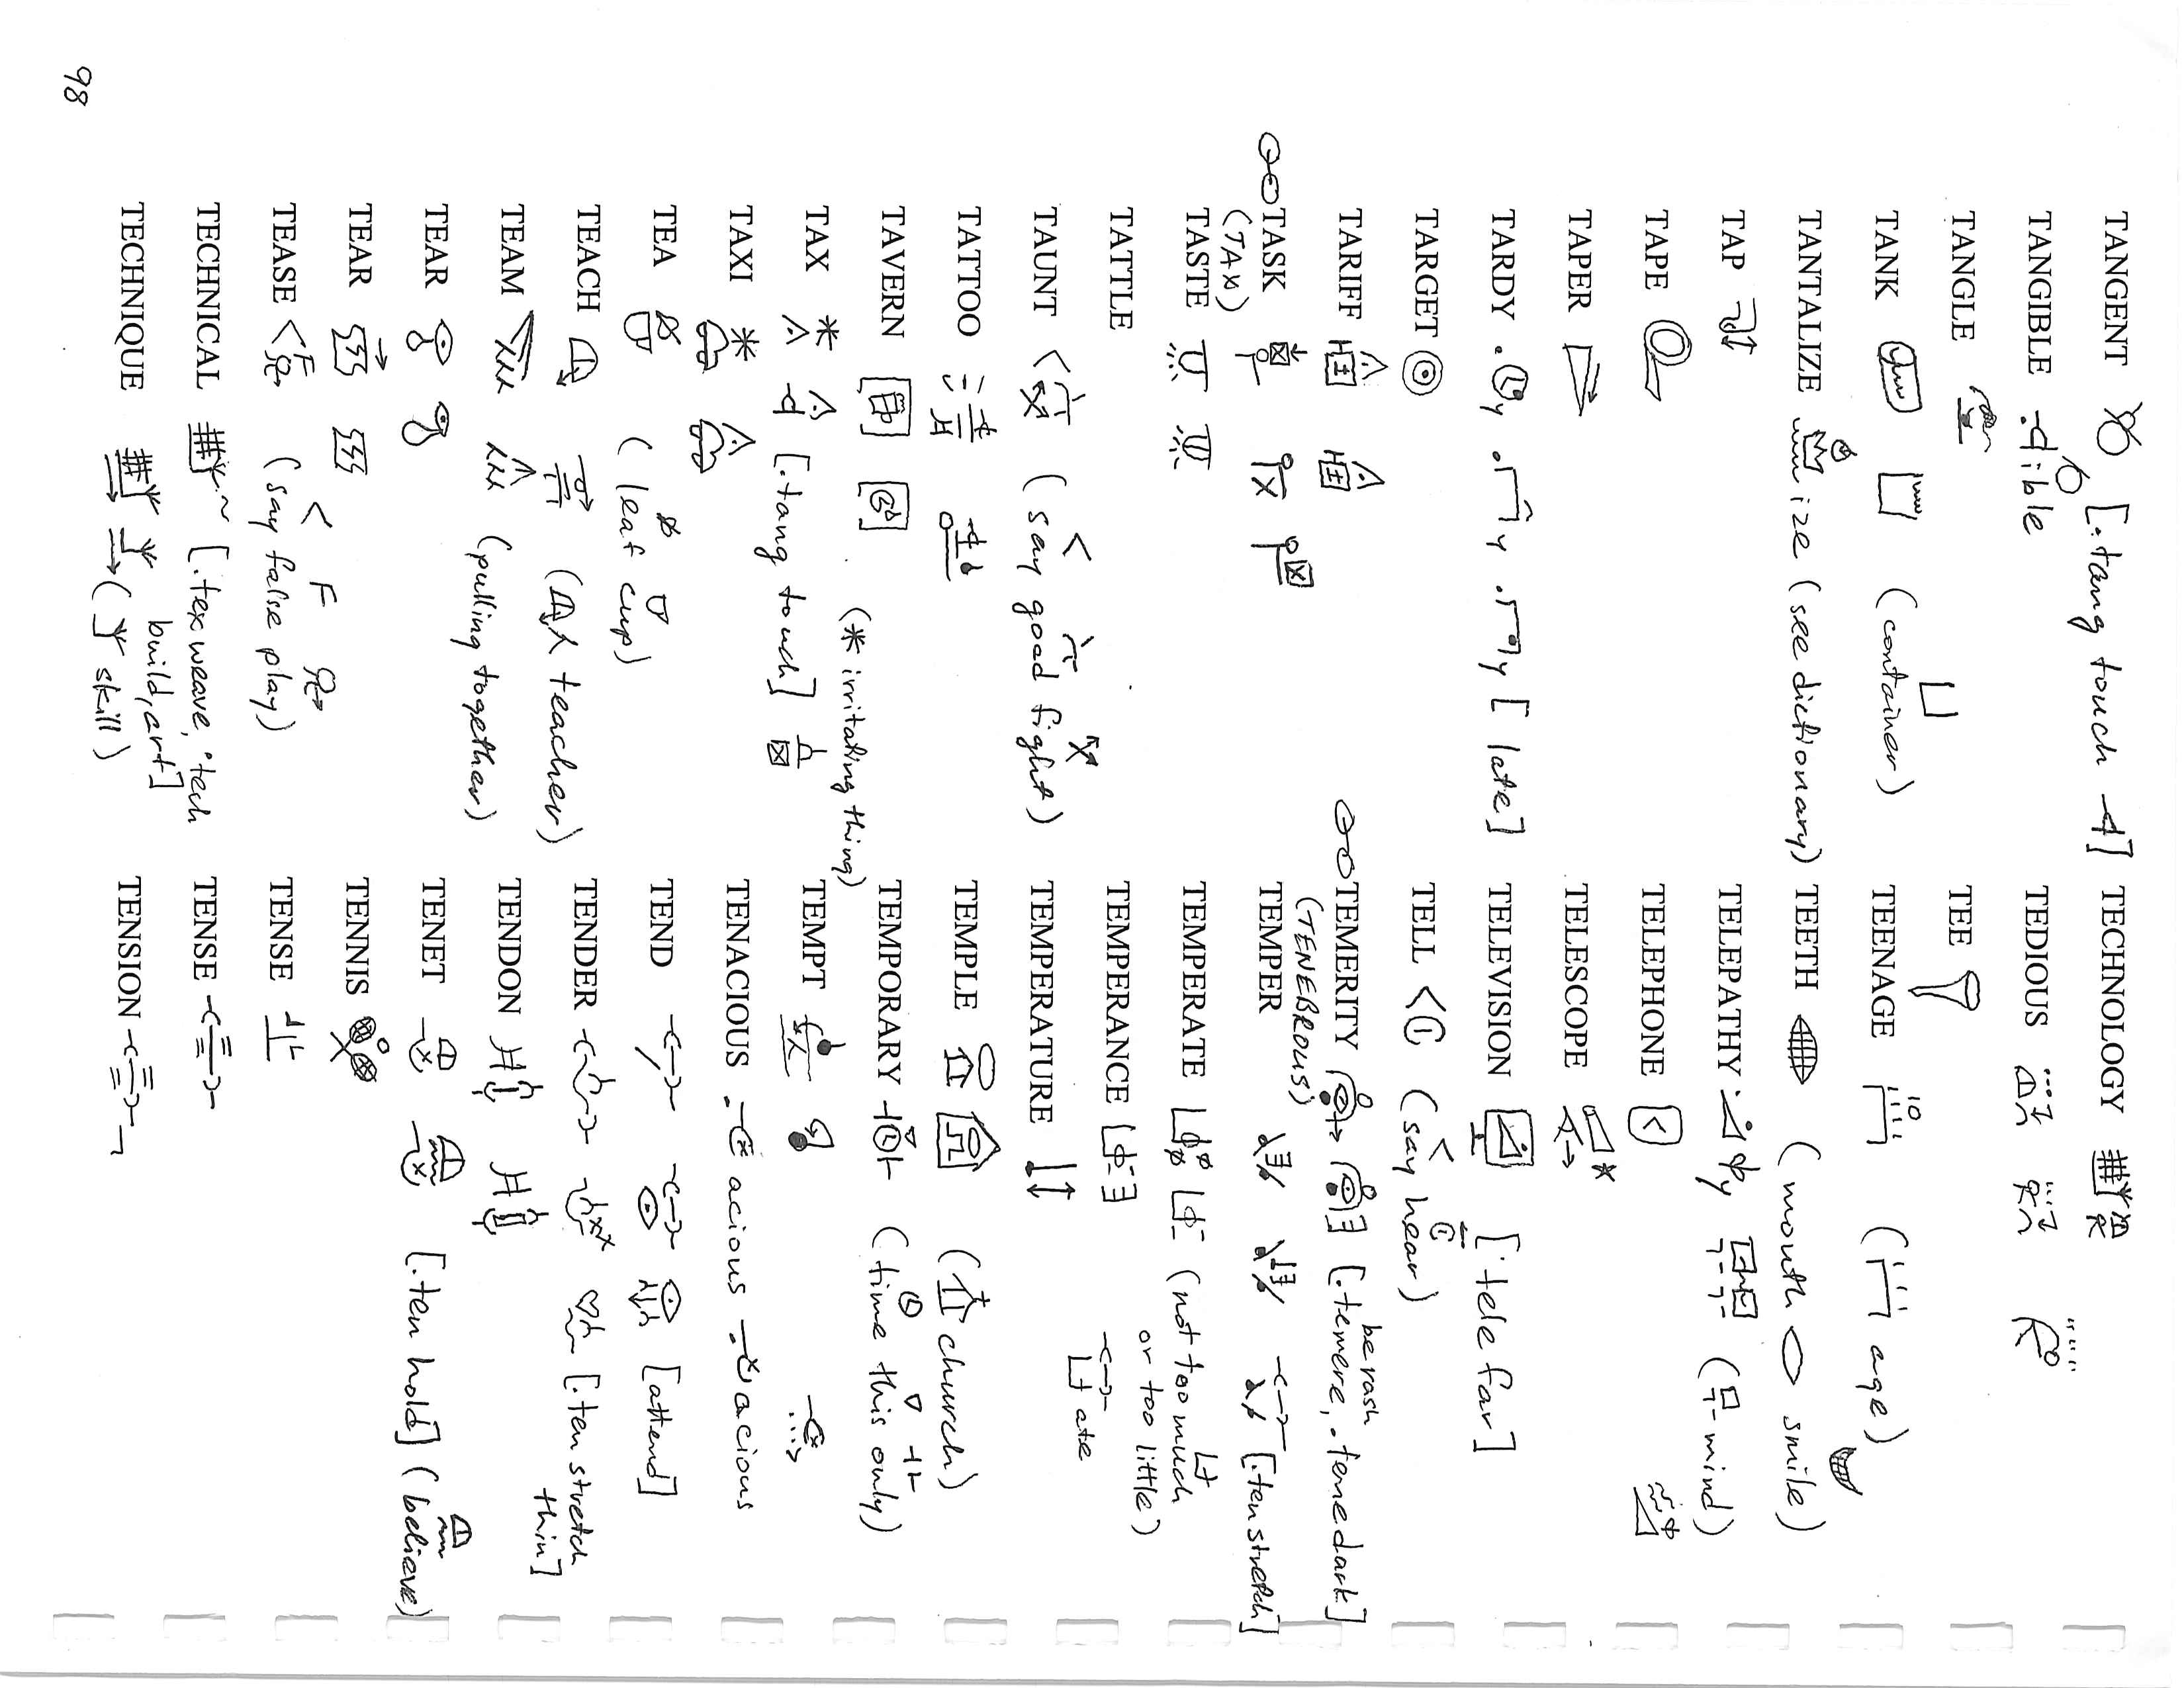 TANGENT [.tang touch]
TANGIBLE ible
TANGLE
TANK (container)
TANTALIZE ize (see dictionary)
TAP
TAPE
TAPER
TARDY . y . y . y [late]
TARGET
TARIFF
TASK
(TAX)
TASTE
TATTLE
TAUNT (say good fight)
TATTOO
TAVERN
(* irritating thing)
TAX [.tang touch]
TAXI
TEA (leaf cup)
TEACH (teacher)
TEAM (pulling together)
TEAR
TEAR
TEASE F (say false play)
F
TECHNICAL [.tex weave, .tech
build, art]
TECHNIQUE (skill)
TECHNOLOGY
TEDIOUS
TEE
TEENAGE 10 (age)
TEETH (mouth smile)
TELEPATHY y (mind)
TELEPHONE
TELESCOPE
TELEVISION [.tele far]
TELL (say hear)
TEMERITY [.temere, be rash .tene dark]
(TENEBROUS)
TEMPER [.ten stretch]
TEMPERATE (not too much
or too little)
TEMPERANCE ate
TEMPERATURE
TEMPLE (church)
TEMPORARY (time this only)
TEMPT
TENACIOUS acious acious
TEND [attend]
TENDER [.ten stretch
thin]
TENDON
TENET [.ten hold] (believe)
TENNIS
TENSE
TENSE
TENSION
98